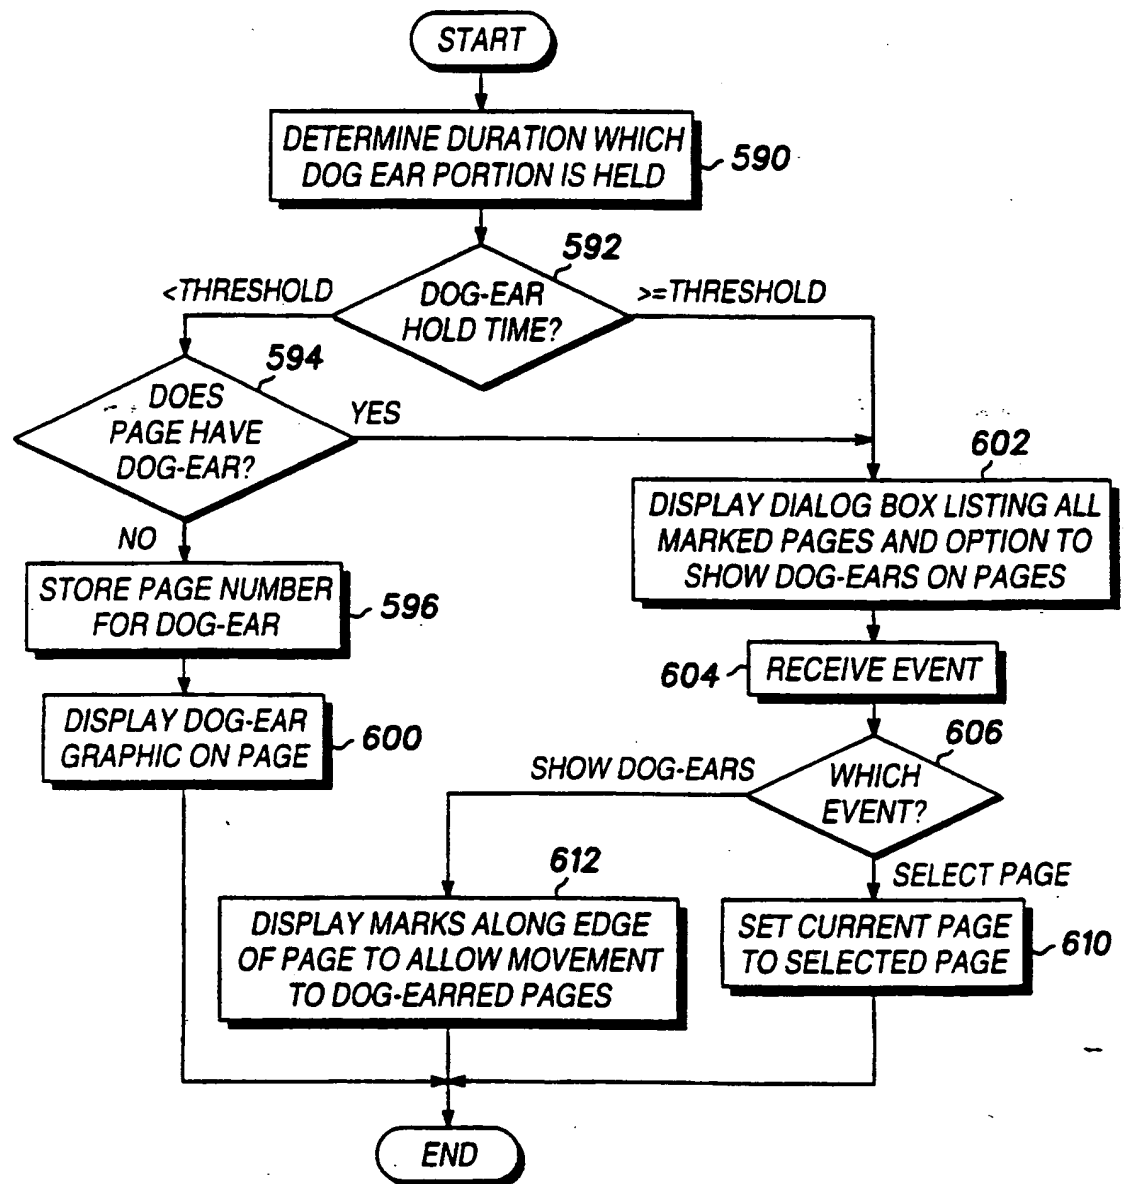 START
DETERMINE DURATION WHICH
DOG EAR PORTION IS HELD
590
592
<THRESHOLD
DOG-EAR
HOLD TIME?
>=THRESHOLD
594
DOES
PAGE HAVE
DOG-EAR?
YES
NO
STORE PAGE NUMBER
FOR DOG-EAR
596
DISPLAY DOG-EAR
GRAPHIC ON PAGE
600
602
DISPLAY DIALOG BOX LISTING ALL
MARKED PAGES AND OPTION TO
SHOW DOG-EARS ON PAGES
604
RECEIVE EVENT
606
WHICH
EVENT?
SHOW DOG-EARS
SELECT PAGE
612
DISPLAY MARKS ALONG EDGE
OF PAGE TO ALLOW MOVEMENT
TO DOG-EARRED PAGES
SET CURRENT PAGE
TO SELECTED PAGE
610
END